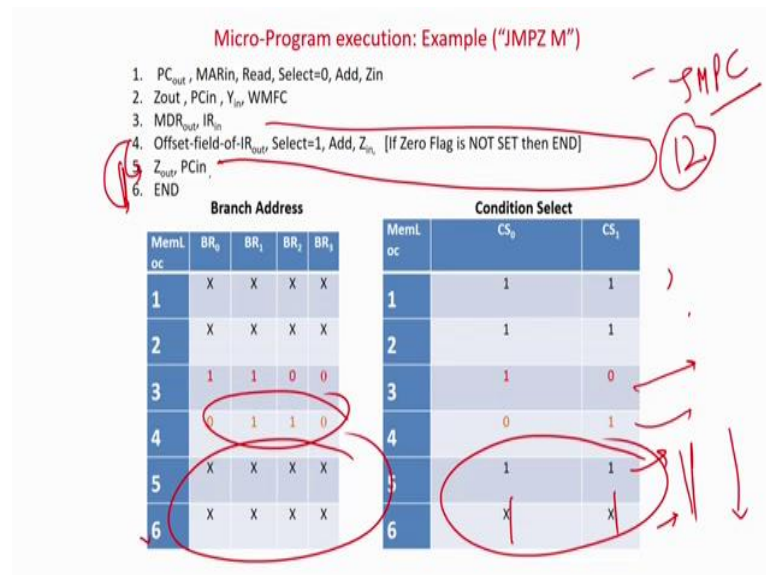 Micro-Program execution: Example ("JMPZ M")
1. PCout , MARin, Read, Select=0, Add, Zin
2. Zout , PCin , Yin, WMFC
3. MDRout, IRin
4. Offset-field-of-IRout, Select=1, Add, Zin, [If Zero Flag is NOT SET then END]
5. Zout, PCin
6. END
JMPC
12
Branch Address
MemL oc BR0 BR1 BR2 BR3
1 X X X X
2 X X X X
3 1 1 0 0
4 0 1 1 0
5 X X X X
6 X X X X
Condition Select
MemL oc CS0 CS1
1 1 1
2 1 1
3 1 0
4 0 1
5 1 1
6 X X